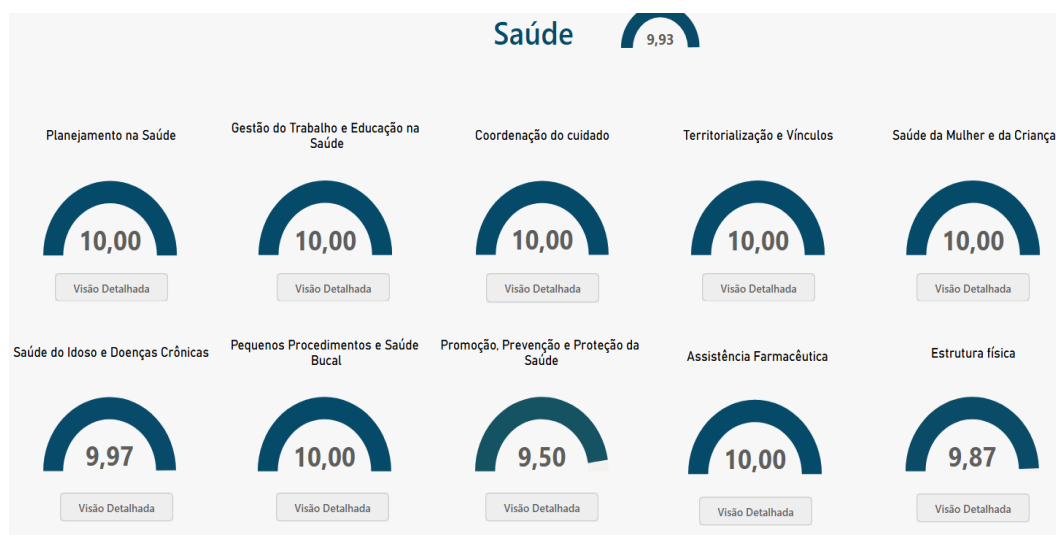 Saúde
9,93
Planejamento na Saúde
Gestão do Trabalho e Educação na
Saúde
Coordenação do cuidado
Territorialização e Vínculos
Saúde da Mulher e da Criança
10,00
10,00
10,00
10,00
10,00
Visão Detalhada
Visão Detalhada
Visão Detalhada
Visão Detalhada
Visão Detalhada
Saúde do Idoso e Doenças Crônicas
Pequenos Procedimentos e Saúde
Bucal
Promoção, Prevenção e Proteção da
Saúde
Assistência Farmacêutica
Estrutura física
9,97
10,00
9,50
10,00
9,87
Visão Detalhada
Visão Detalhada
Visão Detalhada
Visão Detalhada
Visão Detalhada